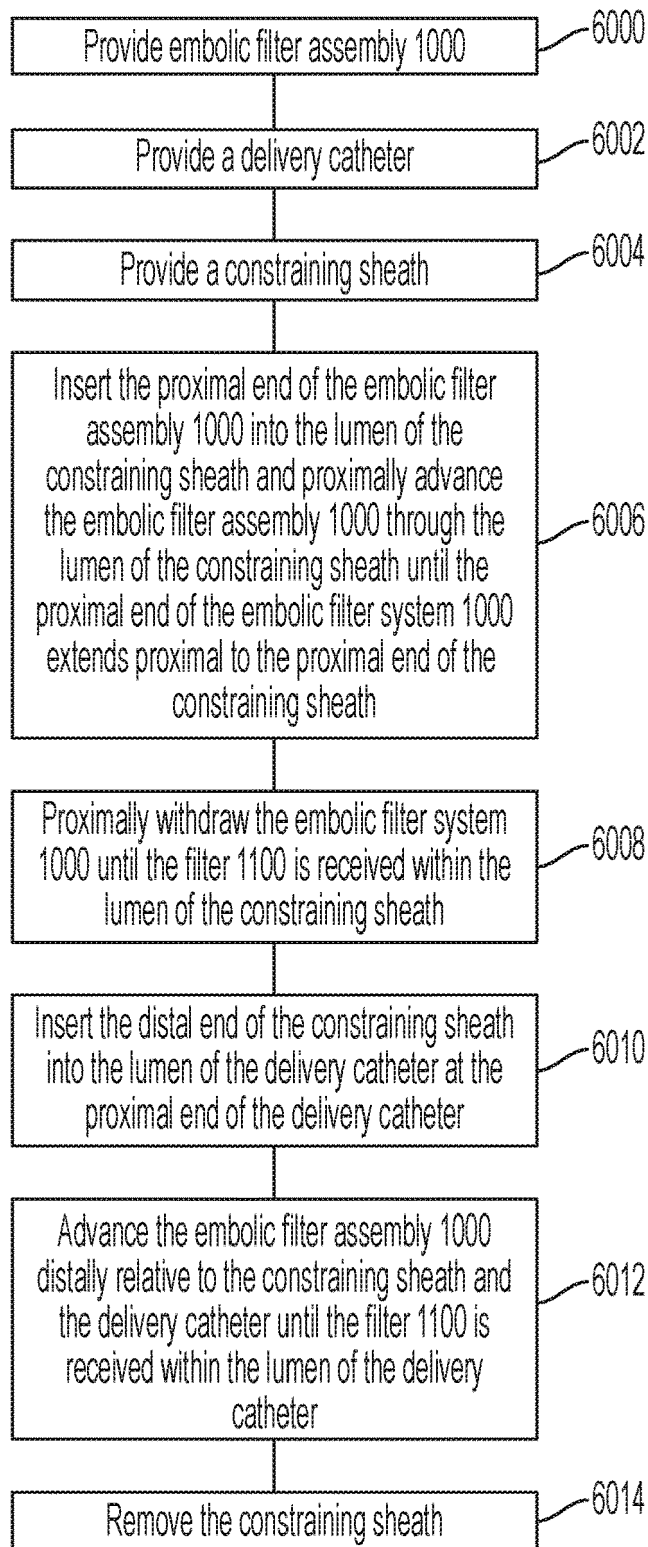 Provide embolic filter assembly 1000
6000
Provide a delivery catheter
6002
Provide a constraining sheath
6004
Insert the proximal end of the embolic filter
assembly 1000 into the lumen of the
constraining sheath and proximally advance
the embolic filter assembly 1000 through the
lumen of the constraining sheath until the
proximal end of the embolic filter system 1000
extends proximal to the proximal end of the
constraining sheath
6006
Proximally withdraw the embolic filter system
1000 until the filter 1100 is received within the
lumen of the constraining sheath
6008
Insert the distal end of the constraining sheath
into the lumen of the delivery catheter at the
proximal end of the delivery catheter
6010
Advance the embolic filter assembly 1000
distally relative to the constraining sheath and
the delivery catheter until the filter 1100 is
received within the lumen of the delivery
catheter
6012
Remove the constraining sheath
6014